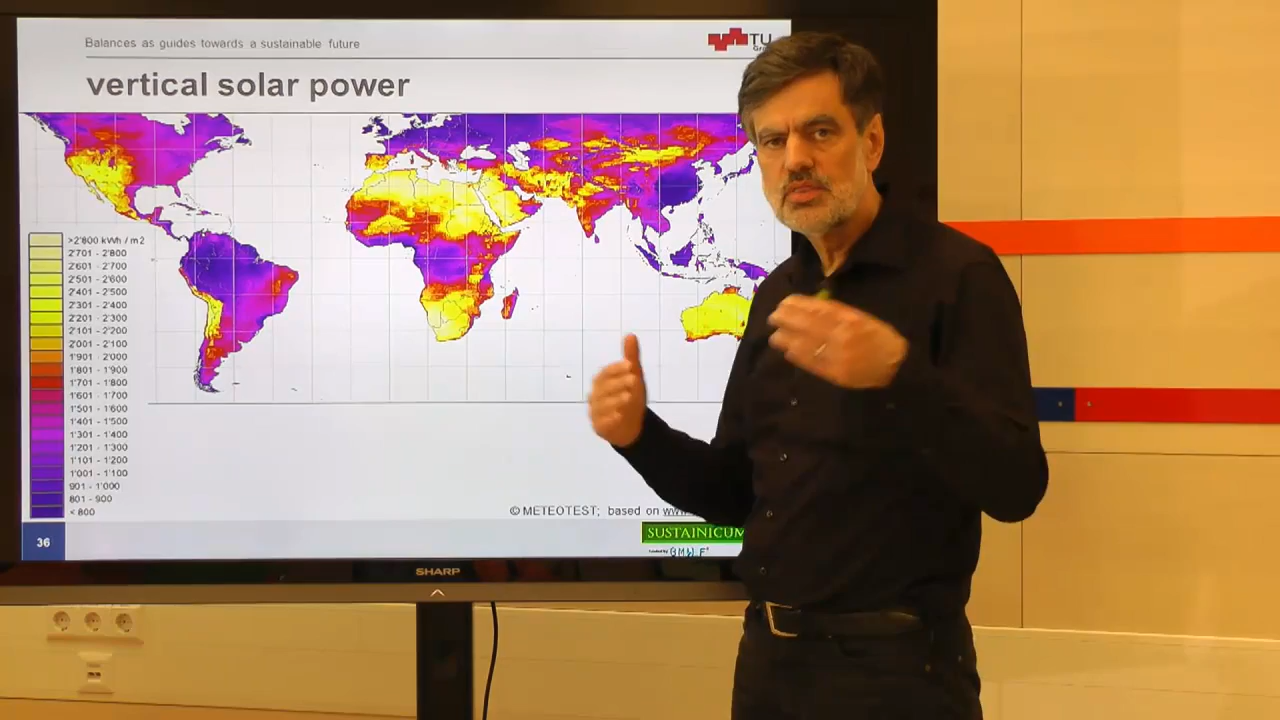 Balances as guides towards a sustainable future
TU
vertical solar power
>2'800 kWh / m2
2'701 - 2'800
2'601 - 2'700
2'501 - 2'600
2'401 - 2'500
2'301 - 2'400
2'201 - 2'300
2'101 - 2'200
2'001 - 2'100
1'901 - 2'000
1'801 - 1'900
1'701 - 1'800
1'601 - 1'700
1'501 - 1'600
1'401 - 1'500
1'301 - 1'400
1'201 - 1'300
1'101 - 1'200
1'001 - 1'100
901 - 1'000
801 - 900
< 800
© METEOTEST; based on www.
36
SUSTAINICUM
SHARP